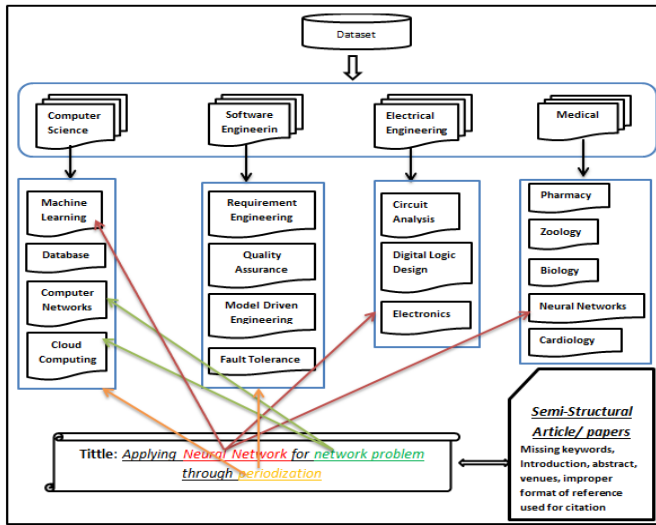 Dataset
Computer
Science
Software
Engineerin
Electrical
Engineering
Medical
Machine
Learning
Database
Computer
Networks
Cloud
Computing
Requirement
Engineering
Quality
Assurance
Model Driven
Engineering
Fault Tolerance
Circuit
Analysis
Digital Logic
Design
Electronics
Pharmacy
Zoology
Biology
Neural Networks
Cardiology
Tittle: Applying Neural Network for network problem
through periodization
Semi-Structural
Article/ papers
Missing keywords,
Introduction, abstract,
venues, improper
format of reference
used for citation